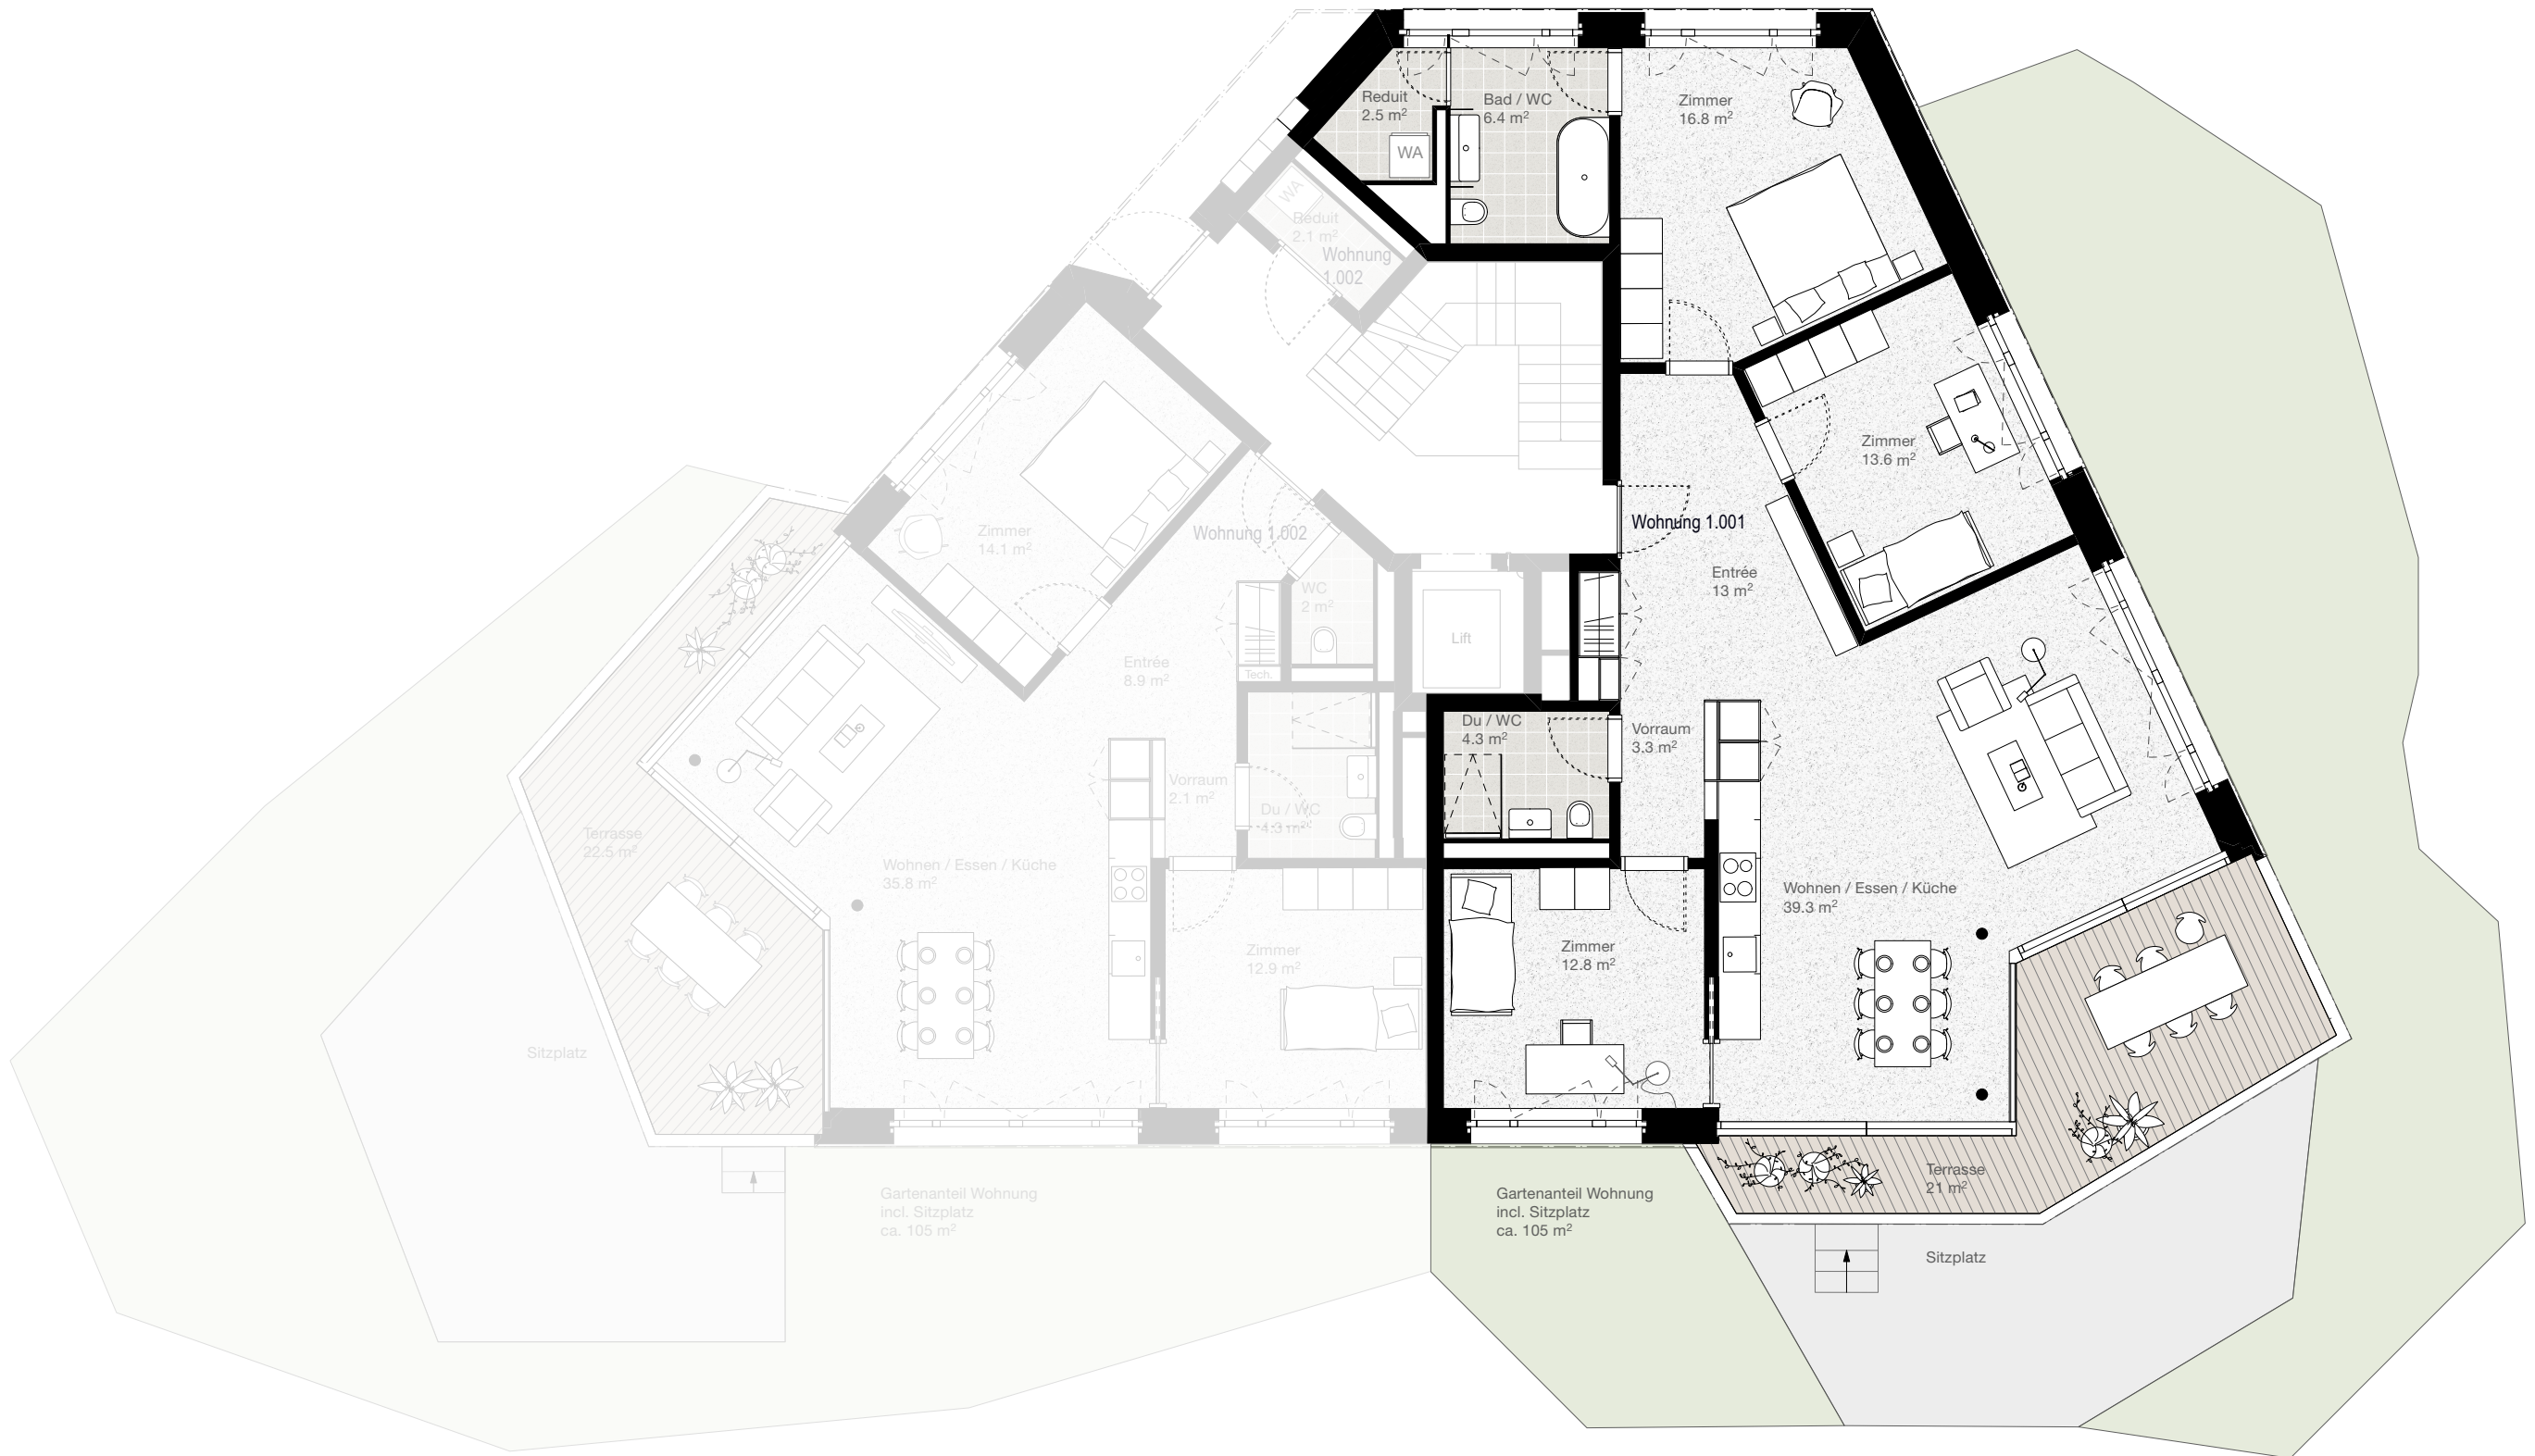 Reduit
2.5 m²
WA
Bad / WC
6.4 m²
Zimmer
16.8 m²
WA
Reduit
2.1 m²
Wohnung
1.002
Zimmer
13.6 m²
Zimmer
14.1 m²
Wohnung 1.002
Wohnung 1.001
WC
2 m²
Entrée
13 m²
Lift
Entrée
8.9 m²
Tech.
Du / WC
4.3 m²
Vorraum
3.3 m²
Vorraum
2.1 m²
Du / WC
4.3 m²
Terrasse
22.5 m²
Wohnen / Essen / Küche
35.8 m²
Wohnen / Essen / Küche
39.3 m²
Zimmer
12.9 m²
Zimmer
12.8 m²
Sitzplatz
Terrasse
21 m²
Gartenanteil Wohnung
incl. Sitzplatz
ca. 105 m²
Gartenanteil Wohnung
incl. Sitzplatz
ca. 105 m²
Sitzplatz